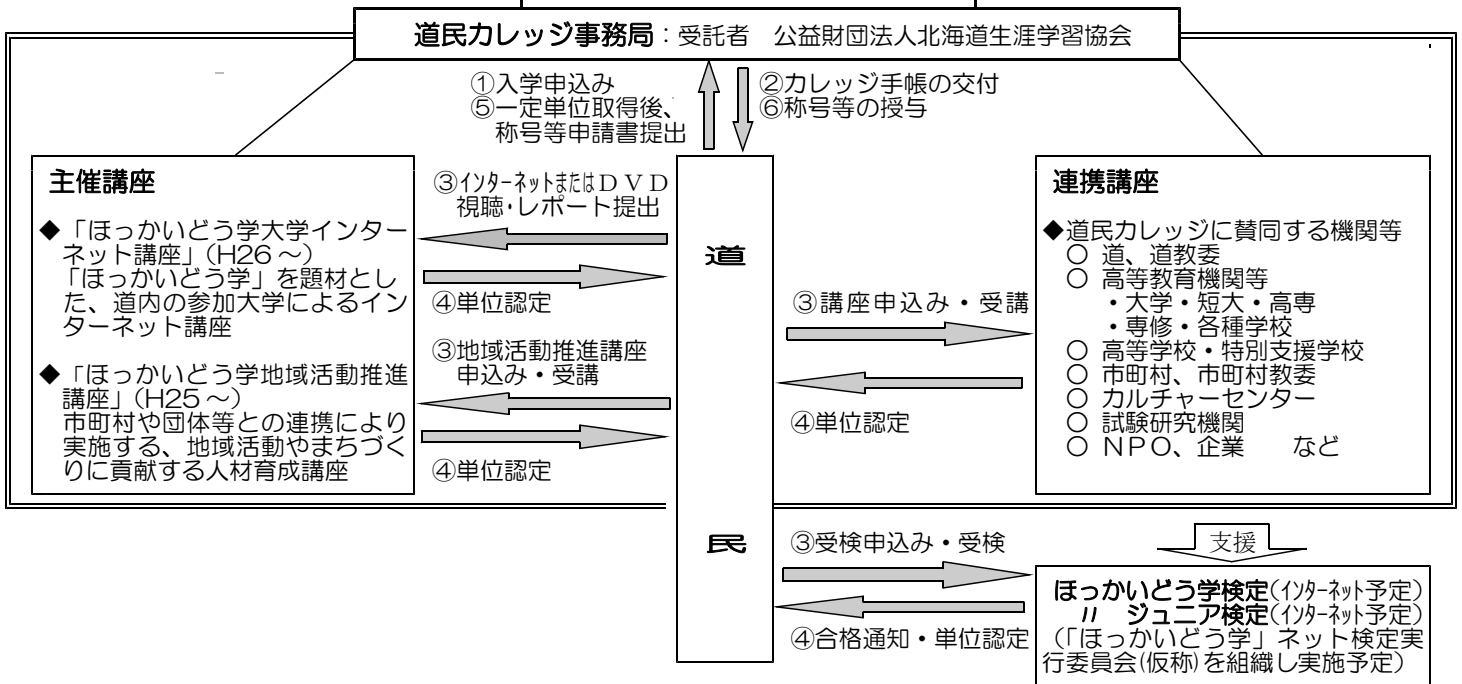 道民カレッジ事務局：受託者　公益財団法人北海道生涯学習協会
①入学申込み
⑤一定単位取得後、
称号等申請書提出
②カレッジ手帳の交付
⑥称号等の授与
主催講座
◆「ほっかいどう学大学インター
ネット講座」（H26～）
「ほっかいどう学」を題材とし
た、道内の参加大学によるイン
ターネット講座
◆「ほっかいどう学地域活動推進
講座」（H25～）
市町村や団体等との連携により
実施する、地域活動やまちづく
りに貢献する人材育成講座
③インターネットまたはＤＶＤ
視聴・レポート提出
④単位認定
③地域活動推進講座
申込み・受講
④単位認定
道
民
③講座申込み・受講
④単位認定
連携講座
◆道民カレッジに賛同する機関等
○ 道、道教委
○ 高等教育機関等
・大学・短大・高専
・専修・各種学校
○ 高等学校・特別支援学校
○ 市町村、市町村教委
○ カルチャーセンター
○ 試験研究機関
○ ＮＰＯ、企業　　など
③受検申込み・受検
④合格通知・単位認定
支援
ほっかいどう学検定(インターネット予定)
〃　ジュニア検定(インターネット予定)
（「ほっかいどう学」ネット検定実
行委員会(仮称)を組織し実施予定）